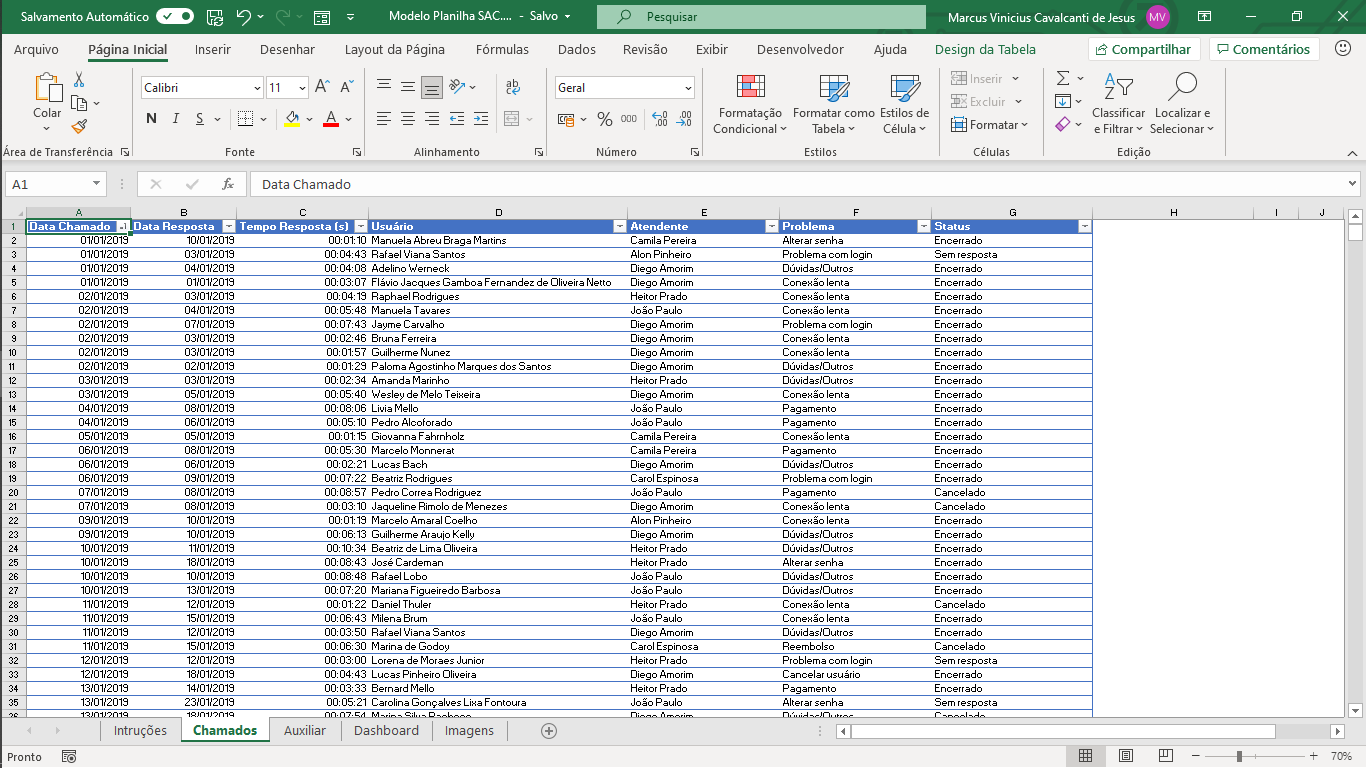 Salvamento Automático Modelo Planilha SAC.... - Salvo Pesquisar Marcus Vinicius Cavalcanti de Jesus MV
Arquivo Página Inicial Inserir Desenhar Layout da Página Fórmulas Dados Revisão Exibir Desenvolvedor Ajuda Design da Tabela Compartilhar Comentários
Calibri 11 Geral
Colar N I S A % 000 Formatação Condicional Formatar como Tabela Estilos de Célula Inserir Excluir Formatar Classificar e Filtrar Localizar e Selecionar
Área de Transferência Fonte Alinhamento Número Estilos Células Edição
A1 fx Data Chamado
A B C D E F G H I J
1 Data Chamado Data Resposta Tempo Resposta (s) Usuário Atendente Problema Status
2 01/01/2019 10/01/2019 00:01:10 Manuela Abreu Braga Martins Camila Pereira Alterar senha Encerrado
3 01/01/2019 03/01/2019 00:04:43 Rafael Viana Santos Alon Pinheiro Problema com login Sem resposta
4 01/01/2019 04/01/2019 00:04:08 Adelino Werneck Diego Amorim Dúvidas/Outros Encerrado
5 01/01/2019 01/01/2019 00:03:07 Flávio Jacques Gamboa Fernandez de Oliveira Netto Diego Amorim Conexão lenta Encerrado
6 02/01/2019 03/01/2019 00:04:19 Raphael Rodrigues Heitor Prado Conexão lenta Encerrado
7 02/01/2019 04/01/2019 00:05:48 Manuela Tavares João Paulo Conexão lenta Encerrado
8 02/01/2019 07/01/2019 00:07:43 Jayme Carvalho Diego Amorim Problema com login Encerrado
9 02/01/2019 03/01/2019 00:02:46 Bruna Ferreira Diego Amorim Conexão lenta Encerrado
10 02/01/2019 03/01/2019 00:01:57 Guilherme Nunez Diego Amorim Conexão lenta Encerrado
11 02/01/2019 02/01/2019 00:01:29 Paloma Agostinho Marques dos Santos Diego Amorim Dúvidas/Outros Encerrado
12 03/01/2019 03/01/2019 00:02:34 Amanda Marinho Heitor Prado Dúvidas/Outros Encerrado
13 03/01/2019 05/01/2019 00:05:40 Wesley de Melo Teixeira Diego Amorim Conexão lenta Encerrado
14 04/01/2019 08/01/2019 00:08:06 Livia Mello João Paulo Pagamento Encerrado
15 04/01/2019 06/01/2019 00:05:10 Pedro Alcoforado João Paulo Pagamento Encerrado
16 05/01/2019 05/01/2019 00:01:15 Giovanna Fahrnholz Camila Pereira Conexão lenta Encerrado
17 06/01/2019 08/01/2019 00:05:30 Marcelo Monnerat Camila Pereira Pagamento Encerrado
18 06/01/2019 06/01/2019 00:02:21 Lucas Bach Diego Amorim Dúvidas/Outros Encerrado
19 06/01/2019 09/01/2019 00:07:22 Beatriz Rodrigues Carol Espinosa Problema com login Encerrado
20 07/01/2019 08/01/2019 00:08:57 Pedro Correa Rodriguez João Paulo Pagamento Cancelado
21 07/01/2019 08/01/2019 00:03:10 Jaqueline Rimolo de Menezes Diego Amorim Conexão lenta Cancelado
22 09/01/2019 10/01/2019 00:01:19 Marcelo Amaral Coelho Alon Pinheiro Conexão lenta Encerrado
23 09/01/2019 10/01/2019 00:06:13 Guilherme Araujo Kelly Diego Amorim Dúvidas/Outros Encerrado
24 10/01/2019 11/01/2019 00:10:34 Beatriz de Lima Oliveira Heitor Prado Dúvidas/Outros Encerrado
25 10/01/2019 18/01/2019 00:08:43 José Cardeman Heitor Prado Alterar senha Encerrado
26 10/01/2019 10/01/2019 00:08:48 Rafael Lobo João Paulo Dúvidas/Outros Encerrado
27 10/01/2019 13/01/2019 00:07:20 Mariana Figueiredo Barbosa João Paulo Dúvidas/Outros Encerrado
28 11/01/2019 12/01/2019 00:01:22 Daniel Thuler Heitor Prado Conexão lenta Cancelado
29 11/01/2019 15/01/2019 00:06:43 Milena Brum João Paulo Conexão lenta Encerrado
30 11/01/2019 12/01/2019 00:03:50 Rafael Viana Santos Diego Amorim Dúvidas/Outros Encerrado
31 11/01/2019 15/01/2019 00:06:30 Marina de Godoy Carol Espinosa Reembolso Cancelado
32 12/01/2019 12/01/2019 00:03:00 Lorena de Moraes Junior Heitor Prado Problema com login Sem resposta
33 12/01/2019 18/01/2019 00:04:43 Lucas Pinheiro Oliveira Diego Amorim Cancelar usuário Encerrado
34 13/01/2019 14/01/2019 00:03:33 Bernard Mello Heitor Prado Pagamento Encerrado
35 13/01/2019 23/01/2019 00:05:21 Carolina Gonçalves Lixa Fontoura João Paulo Alterar senha Sem resposta
36 13/01/2019 18/01/2019 00:07:54 Marina Silva Pacheco Diego Amorim Dúvidas/Outros Cancelado
Intruções Chamados Auxiliar Dashboard Imagens
Pronto 70%